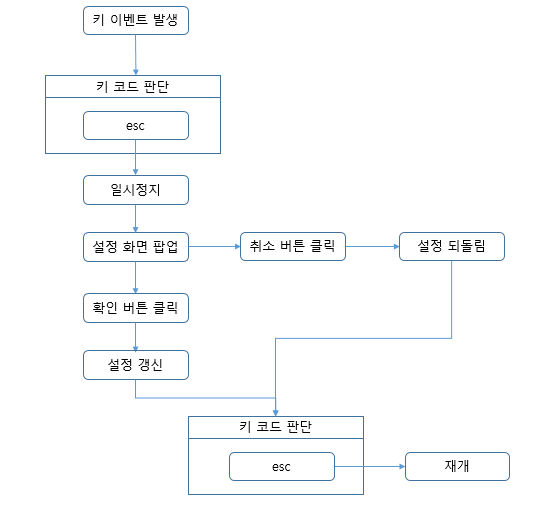 키 이벤트 발생
키 코드 판단
esc
일시정지
설정 화면 팝업
취소 버튼 클릭
설정 되돌림
확인 버튼 클릭
설정 갱신
키 코드 판단
esc
재개